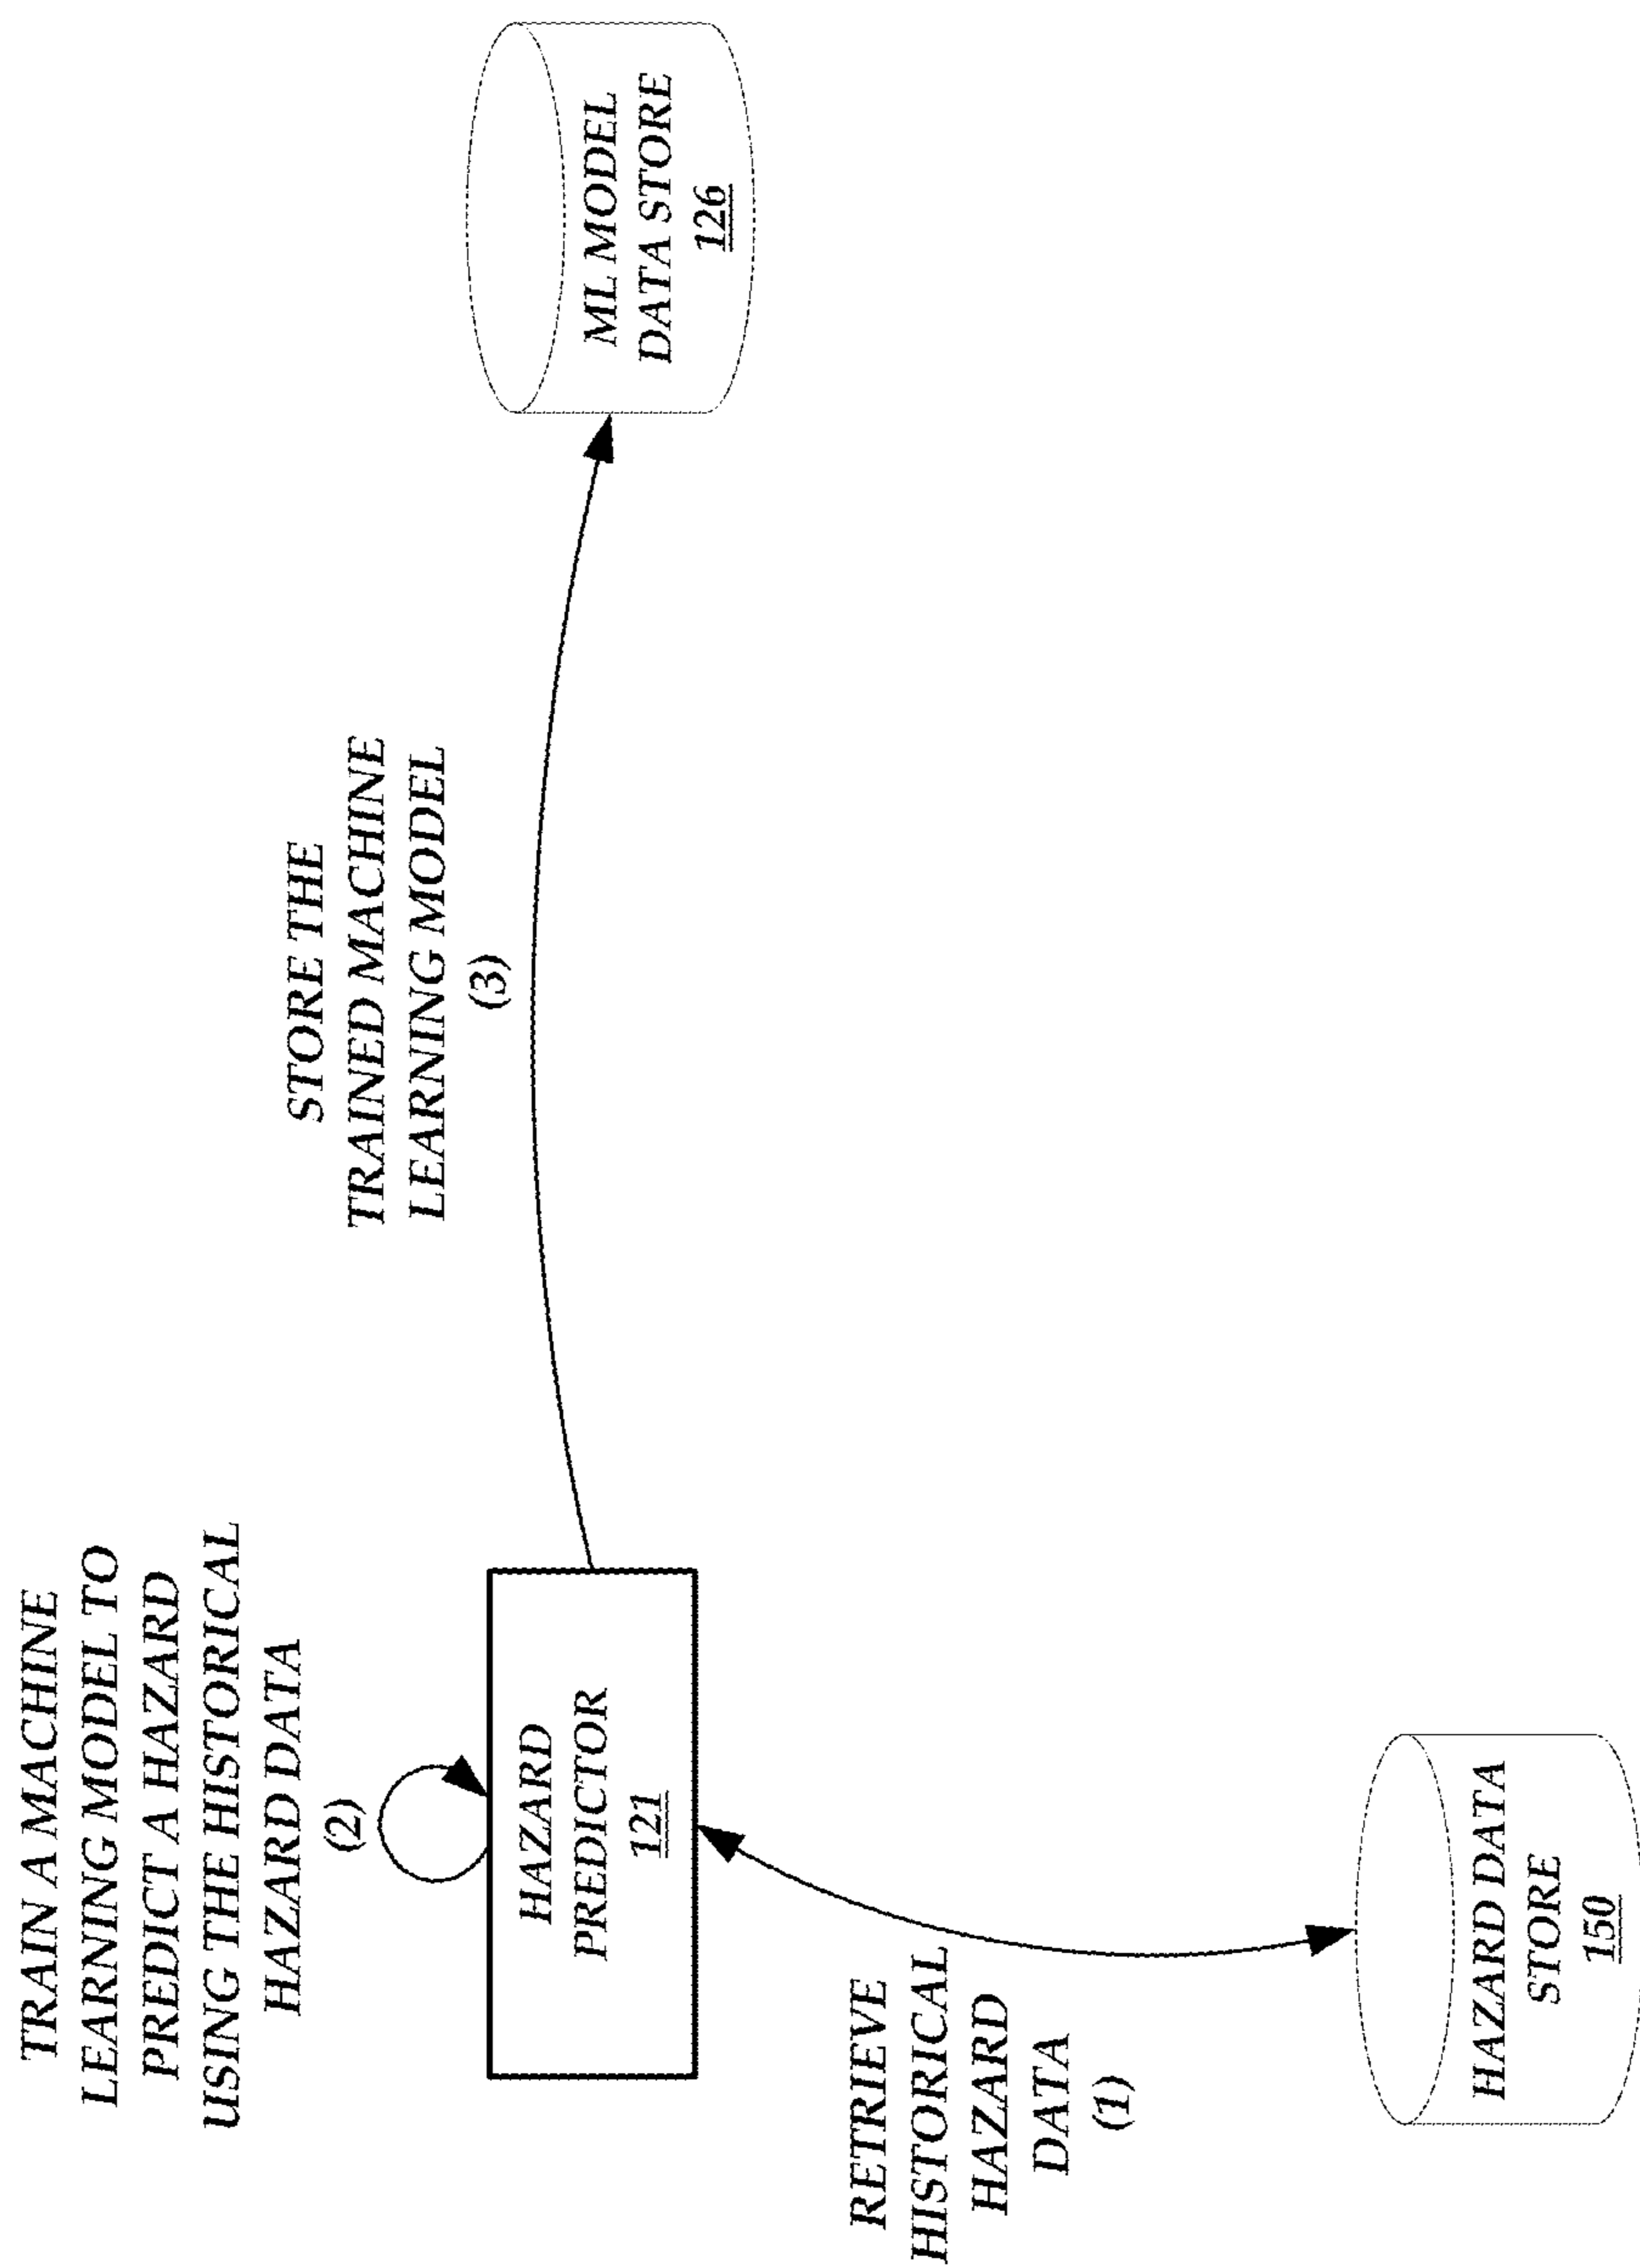 TRAIN A MACHINE
LEARNING MODEL TO
PREDICT A HAZARD
USING THE HISTORICAL
HAZARD DATA
(2)
STORE THE
TRAINED MACHINE
LEARNING MODEL
(3)
HAZARD
PREDICTOR
121
ML MODEL
DATA STORE
126
RETRIEVE
HISTORICAL
HAZARD
DATA
(1)
HAZARD DATA
STORE
150